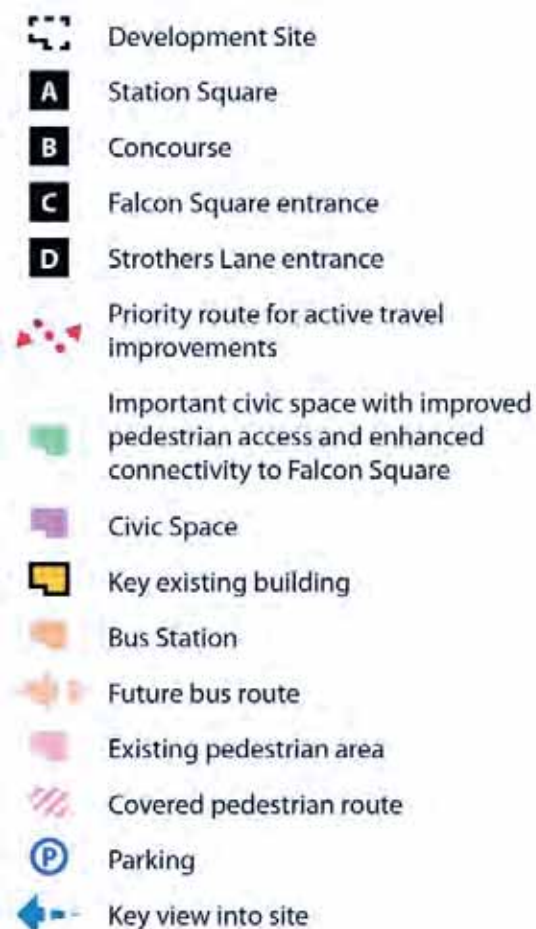 Development Site
A Station Square
B Concourse
C Falcon Square entrance
D Strothers Lane entrance
Priority route for active travel
improvements
Important civic space with improved
pedestrian access and enhanced
connectivity to Falcon Square
Civic Space
Key existing building
Bus Station
Future bus route
Existing pedestrian area
Covered pedestrian route
P Parking
Key view into site